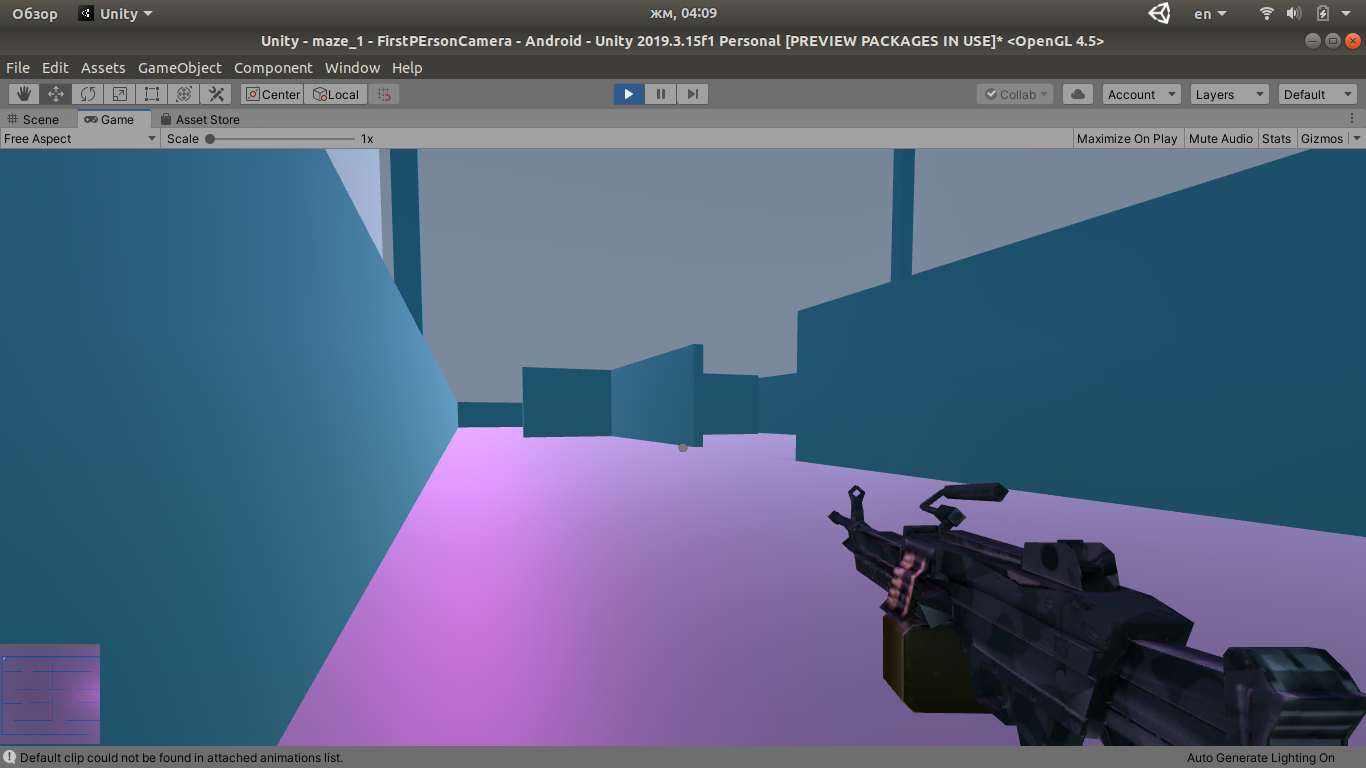 Обзор Unity жм, 04:09 en
Unity - maze_1 - FirstPErsonCamera - Android - Unity 2019.3.15f1 Personal [PREVIEW PACKAGES IN USE]* <OpenGL 4.5>
File Edit Assets GameObject Component Window Help
Center Local Collab Account Layers Default
Scene Game Asset Store
Free Aspect Scale 1x Maximize On Play Mute Audio Stats Gizmos
Default clip could not be found in attached animations list. Auto Generate Lighting On